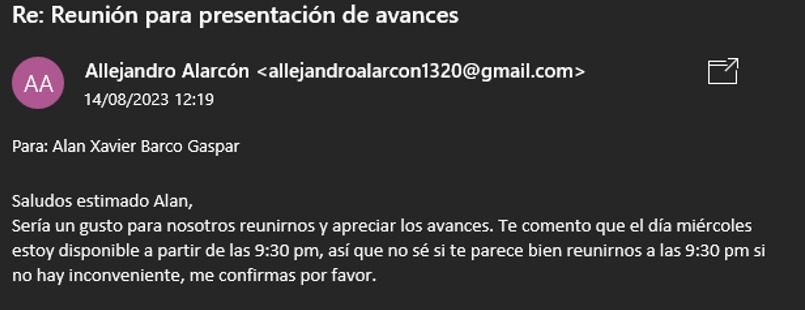 Re: Reunión para presentación de avances
AA
Allejandro Alarcón <allejandroalarcon1320@gmail.com>
14/08/2023 12:19
Para: Alan Xavier Barco Gaspar
Saludos estimado Alan,
Sería un gusto para nosotros reunirnos y apreciar los avances. Te comento que el día miércoles
estoy disponible a partir de las 9:30 pm, así que no sé si te parece bien reunirnos a las 9:30 pm si
no hay inconveniente, me confirmas por favor.